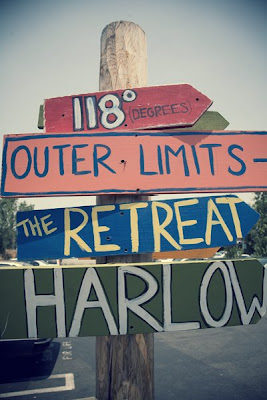 118° (DEGREES)
OUTER LIMITS-
THE RETREAT
HARLOW